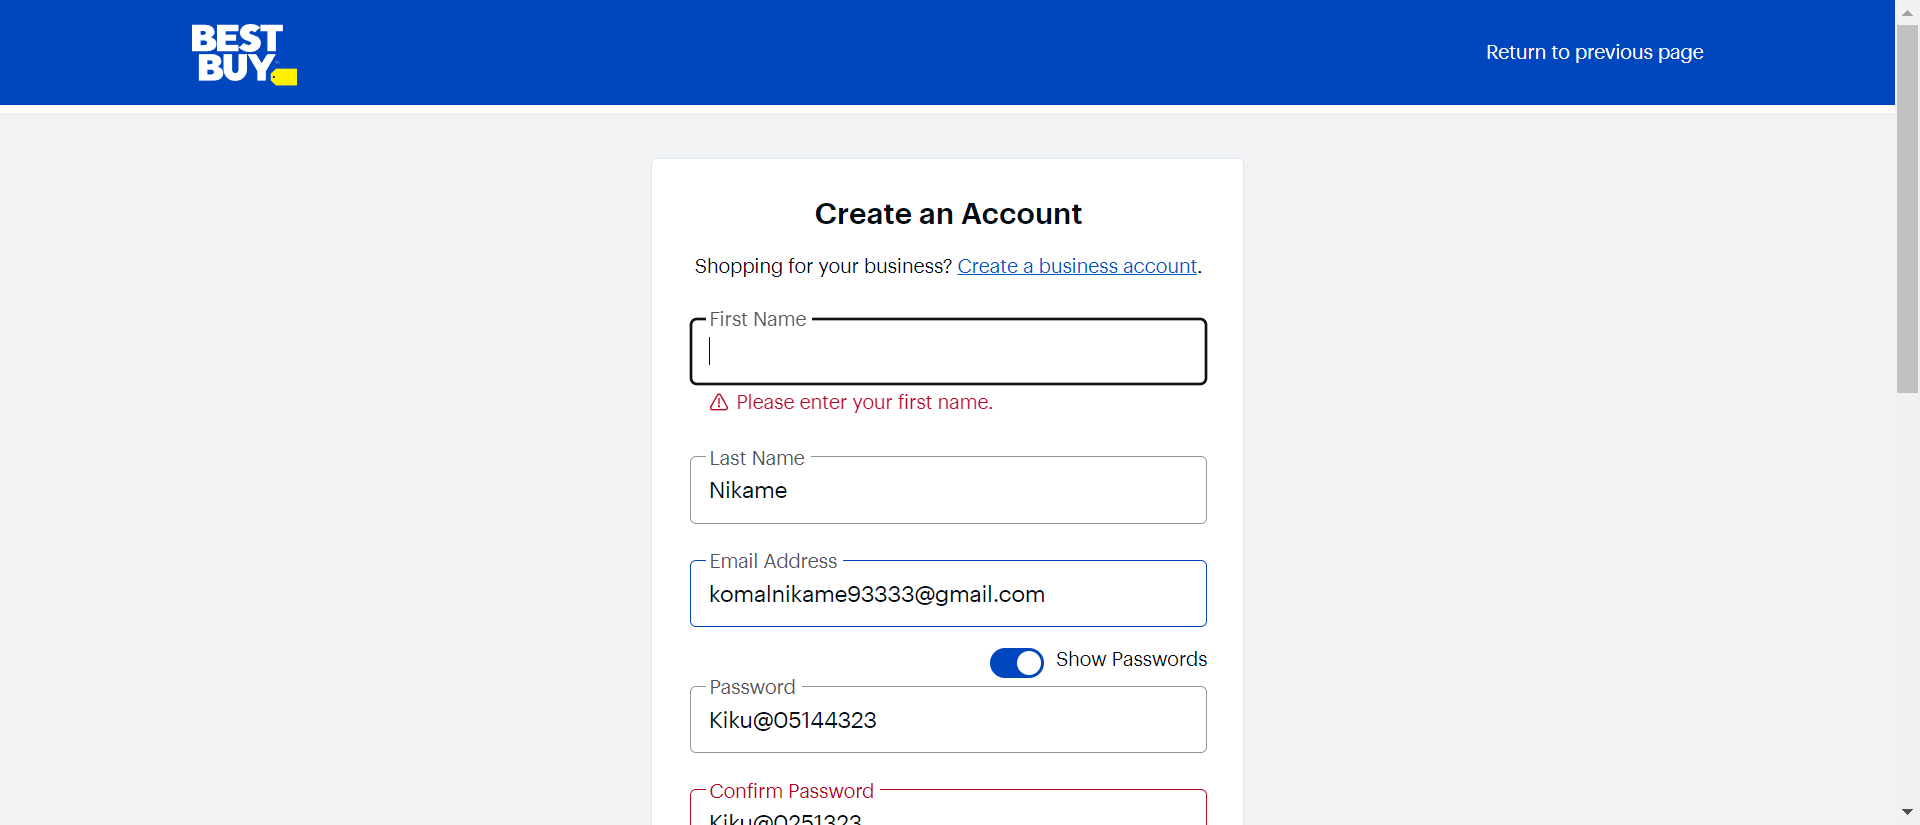 BEST
BUY
Return to previous page
Create an Account
Shopping for your business? Create a business account.
First Name
Please enter your first name.
Last Name
Nikame
Email Address
komalnikame93333@gmail.com
Show Passwords
Password
Kiku@05144323
Confirm Password
Kiku@0251323